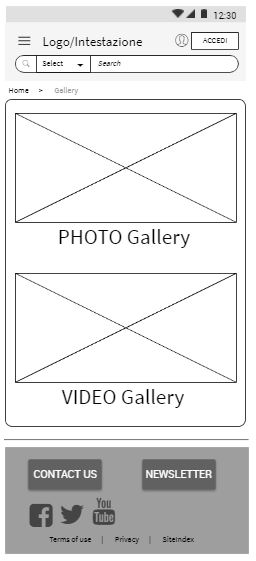 12:30
Logo/Intestazione
ACCEDI
Select Search
Home > Gallery
PHOTO Gallery
VIDEO Gallery
CONTACT US NEWSLETTER
You
Tube
Terms of use | Privacy | SiteIndex